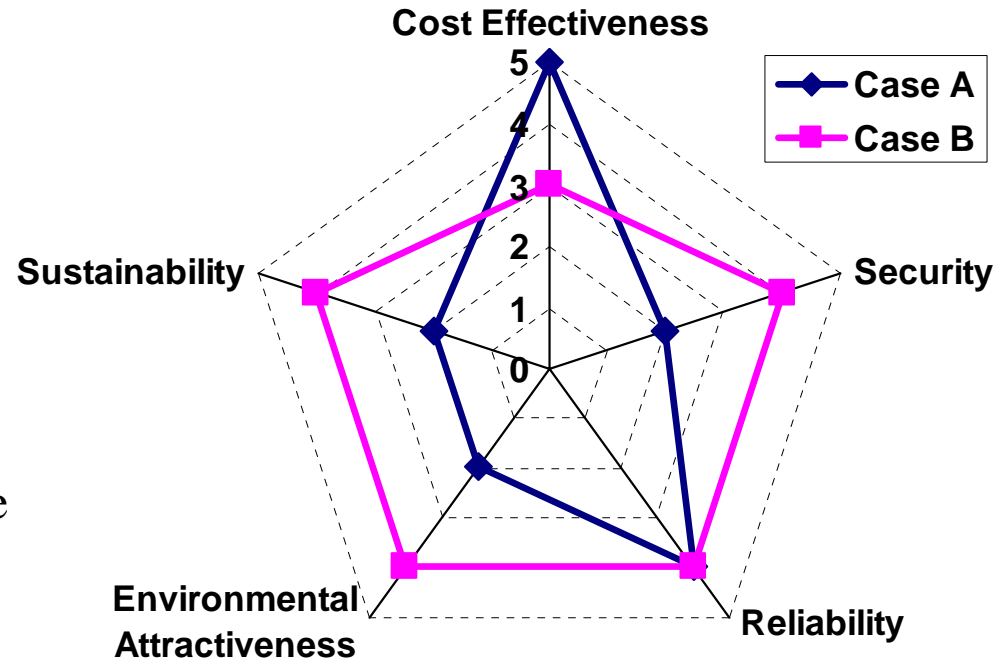 Cost Effectiveness
5
4
3
2
1
0
Case A
Case B
Sustainability
Security
e
Environmental
Attractiveness
Reliability